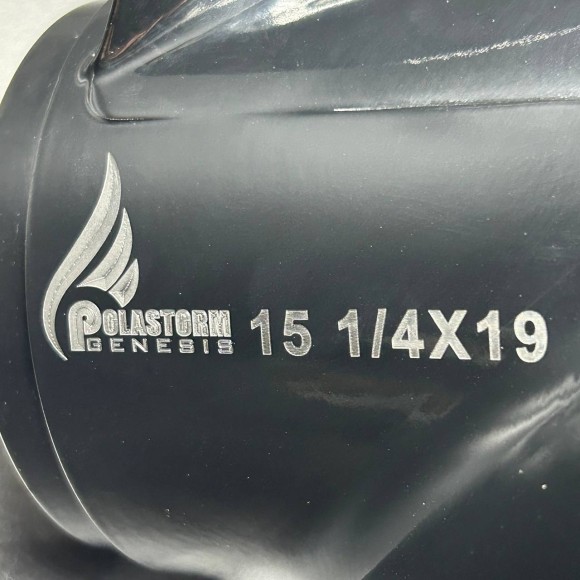 POLASTORM
GENESIS
15 1/4X19